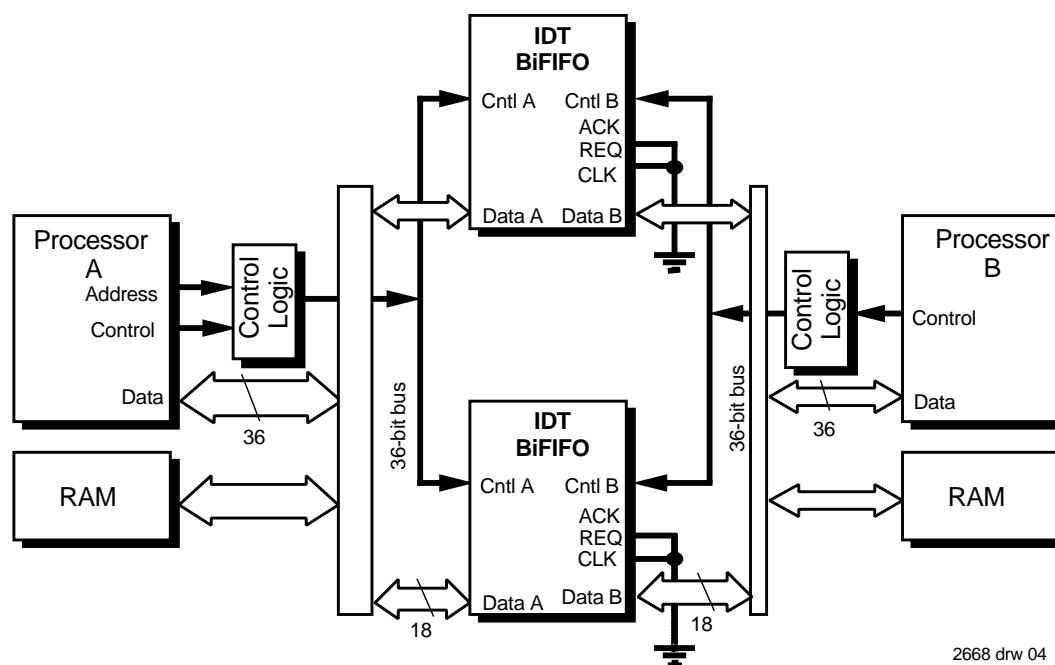 IDT
BiFIFO
Cntl A
Cntl B
ACK
REQ
CLK
Data A
Data B
Processor
A
Address
Control
Data
Control
Logic
36
RAM
36-bit bus
18
IDT
BiFIFO
Cntl A
Cntl B
ACK
REQ
CLK
Data A
Data B
18
36-bit bus
Control
Logic
36
Processor
B
Control
Data
RAM
2668 drw 04